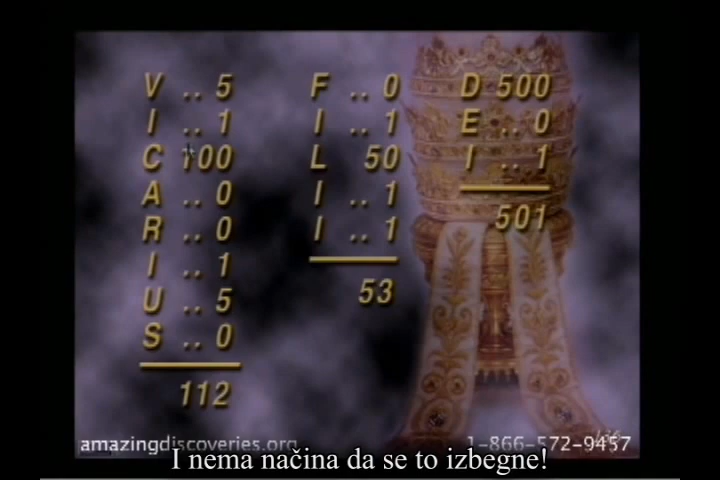 V .. 5
I .. 1
C 100
A .. 0
R .. 0
I .. 1
U .. 5
S .. 0
112
F .. 0
I .. 1
L 50
I .. 1
I .. 1
53
D 500
E .. 0
I .. 1
501
amazingdiscoveries.org
1-866-572-9457
I nema načina da se to izbegne!